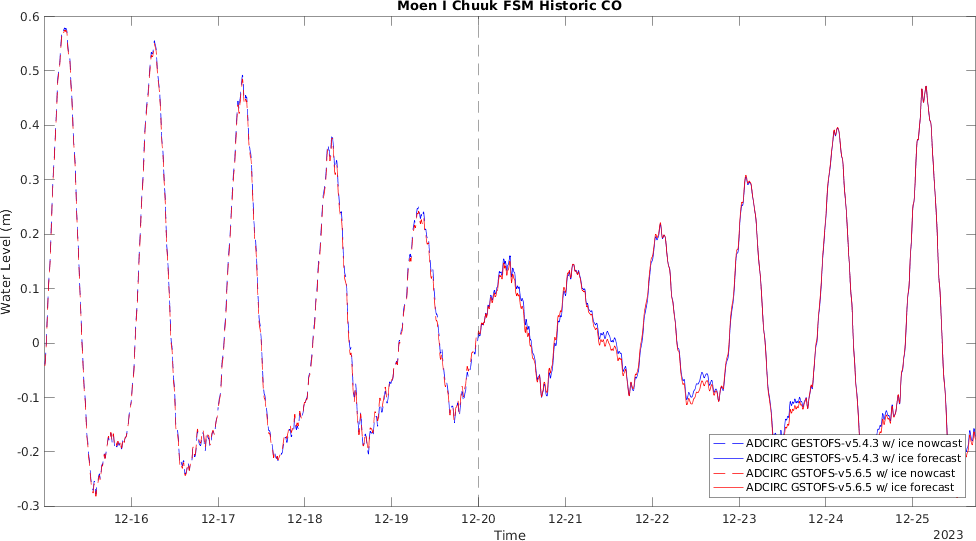 Moen I Chuuk FSM Historic CO
0.6
0.5
0.4
0.3
0.2
0.1
0
-0.1
-0.2
-0.3
Water Level (m)
ADCIRC GESTOFS-v5.4.3 w/ ice nowcast
ADCIRC GESTOFS-v5.4.3 w/ ice forecast
ADCIRC GSTOFS-v5.6.5 w/ ice nowcast
ADCIRC GSTOFS-v5.6.5 w/ ice forecast
12-16 12-17 12-18 12-19 12-20 12-21 12-22 12-23 12-24 12-25
Time
2023